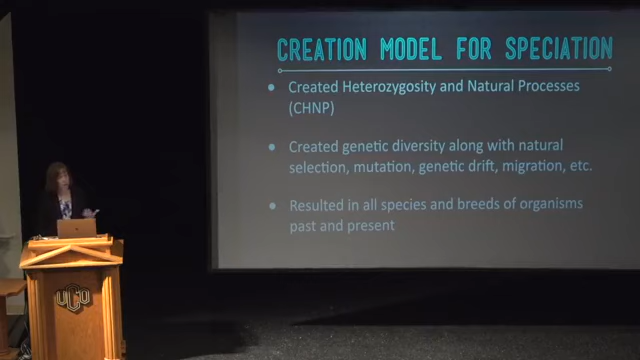 CREATION MODEL FOR SPECIATION
Created Heterozygosity and Natural Processes
(CHNP)
Created genetic diversity along with natural
selection, mutation, genetic drift, migration, etc.
Resulted in all species and breeds of organisms
past and present
UCO